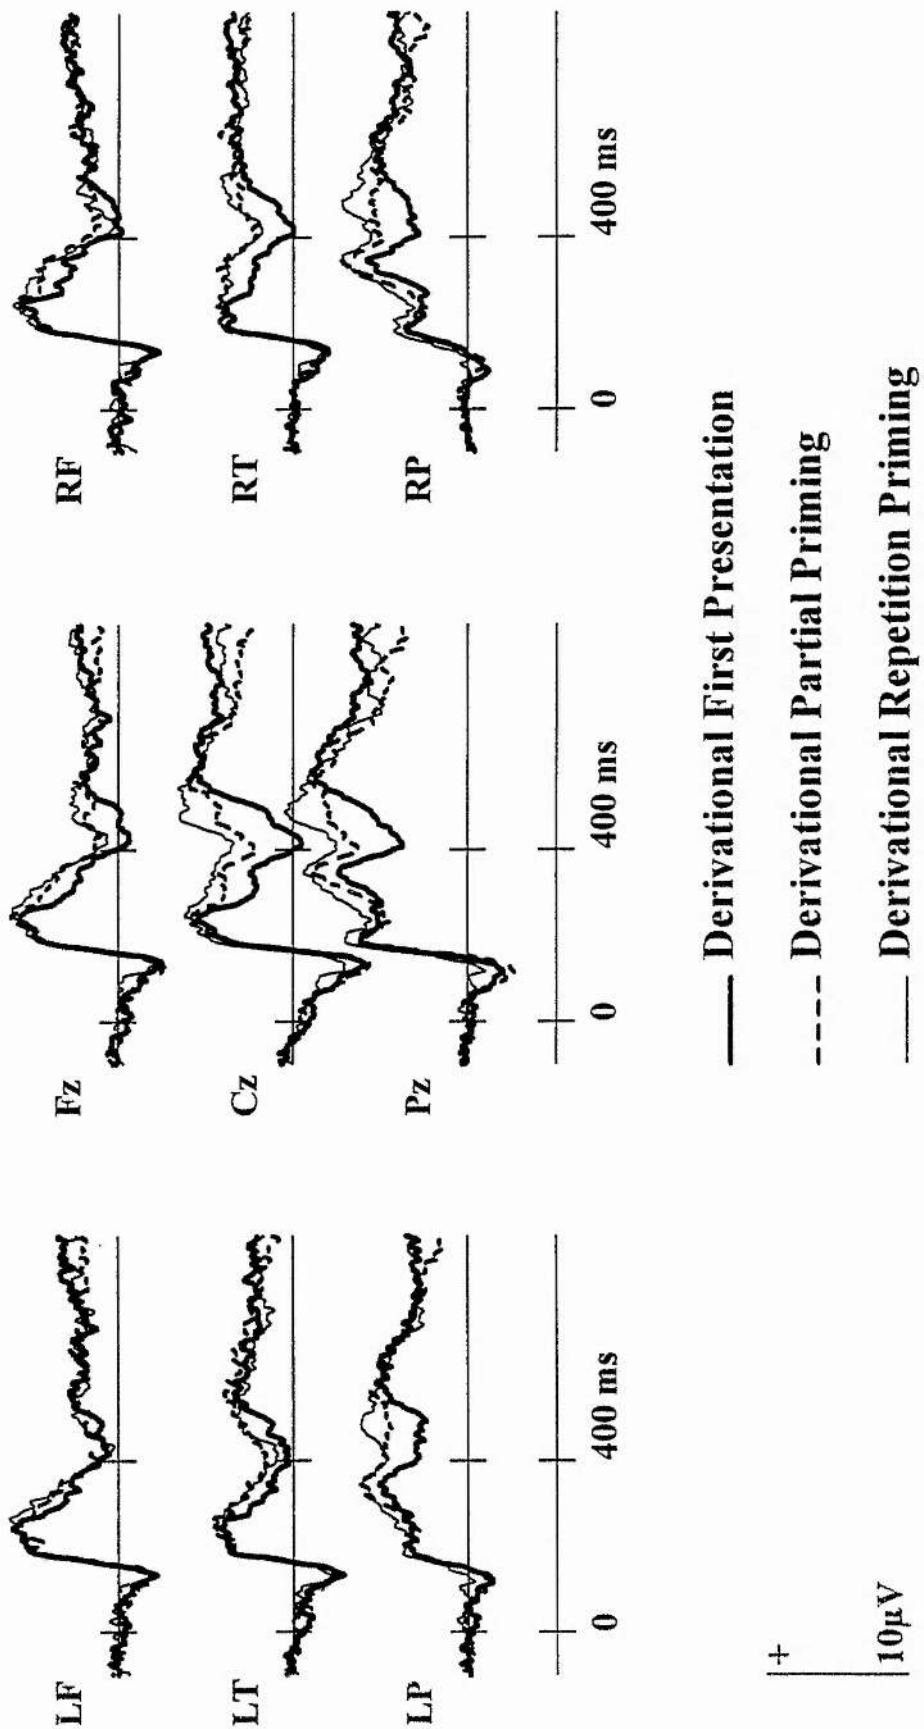 LF
Fz
RF
LT
Cz
RT
LP
Pz
RP
0 400 ms
0 400 ms
0 400 ms
+
10µV
Derivational First Presentation
Derivational Partial Priming
Derivational Repetition Priming